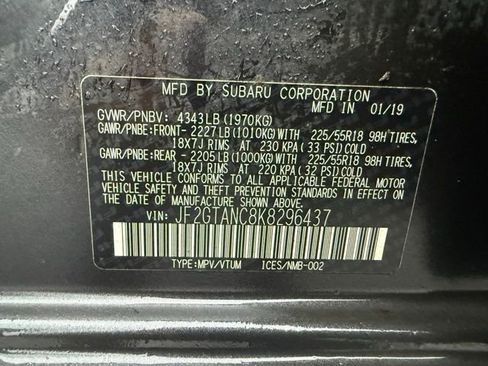 MFD BY SUBARU CORPORATION
GVWR/PNBV: 4343LB(1970KG) MFD IN 01/19
GAWR/PNBE:FRONT- 2227LB(1010KG)WITH 225/55R18 98H TIRES,
18X7J RIMS AT 230 KPA(33 PSI)COLD
GAWR/PNBE:REAR - 2205LB(1000KG)WITH 225/55R18 98H TIRES,
18X7J RIMS AT 220 KPA(32 PSI)COLD
THIS VEHICLE CONFORMS TO ALL APPLICABLE FEDERAL MOTOR
VEHICLE SAFETY AND THEFT PREVENTION STANDARDS IN EFFECT ON
THE DATE OF MANUFACTURE SHOWN ABOVE.
VIN: JF2GTANC8K8296437
TYPE:MPV/VTUM ICES/NMB-002